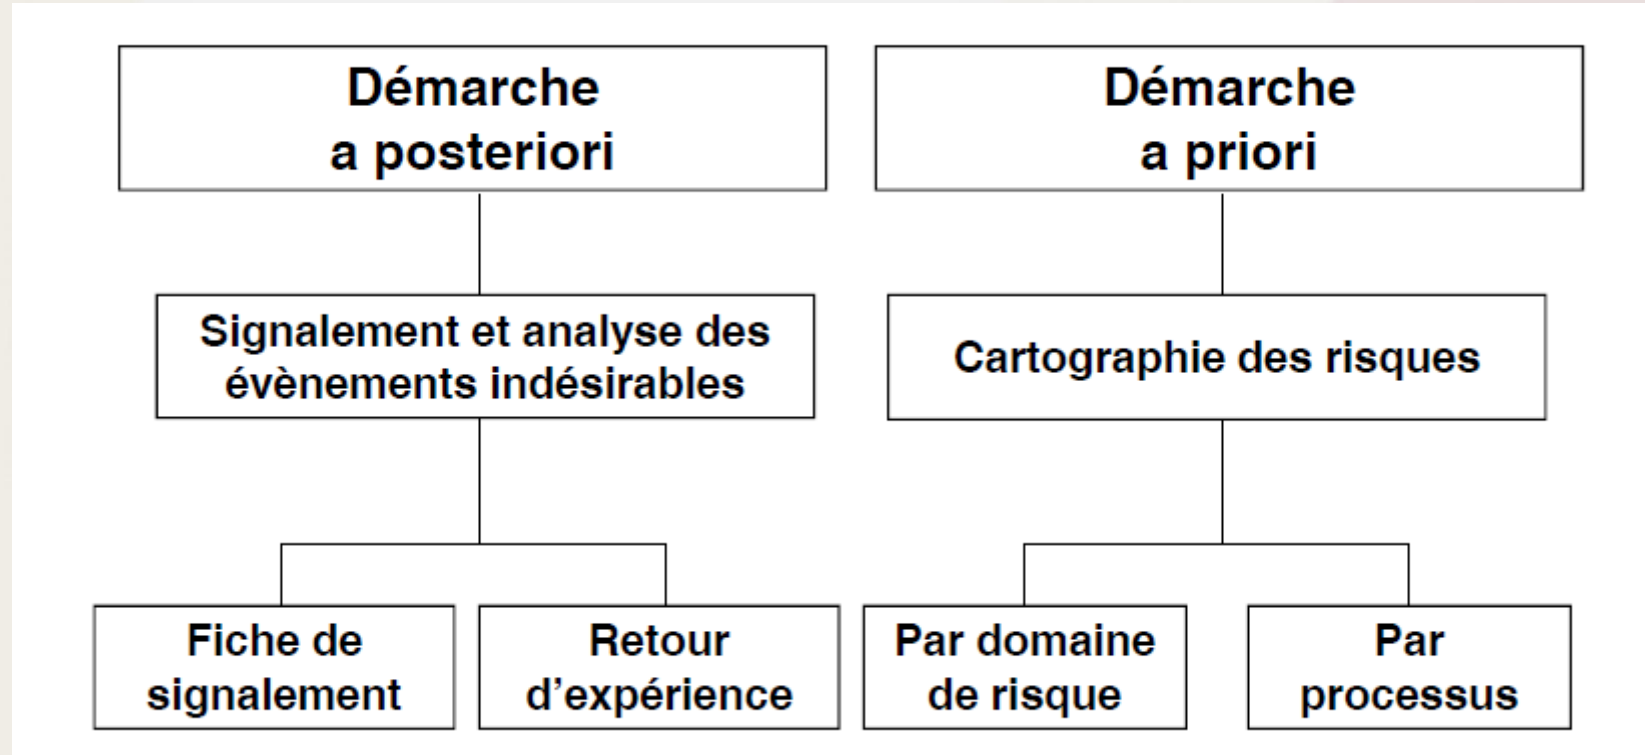 Démarche
a posteriori
Démarche
a priori
Signalement et analyse des
évènements indésirables
Cartographie des risques
Fiche de
signalement
Retour
d’expérience
Par domaine
de risque
Par
processus